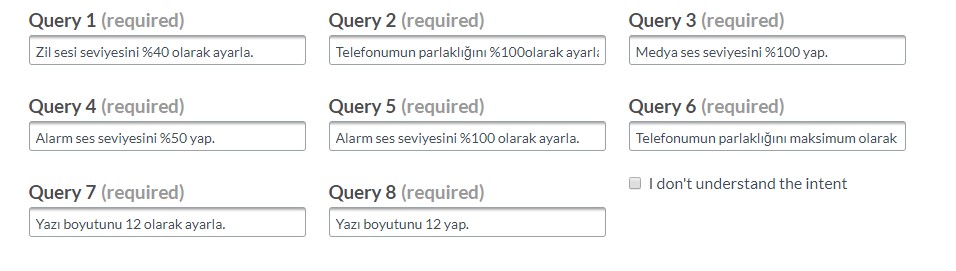 Query 1 (required) Query 2 (required) Query 3 (required)
Zil sesi seviyesini %40 olarak ayarla. Telefonumun parlaklığını %100olarak ayarla Medya ses seviyesini %100 yap.
Query 4 (required) Query 5 (required) Query 6 (required)
Alarm ses seviyesini %50 yap. Alarm ses seviyesini %100 olarak ayarla. Telefonumun parlaklığını maksimum olarak
Query 7 (required) Query 8 (required) I don't understand the intent
Yazı boyutunu 12 olarak ayarla. Yazı boyutunu 12 yap.